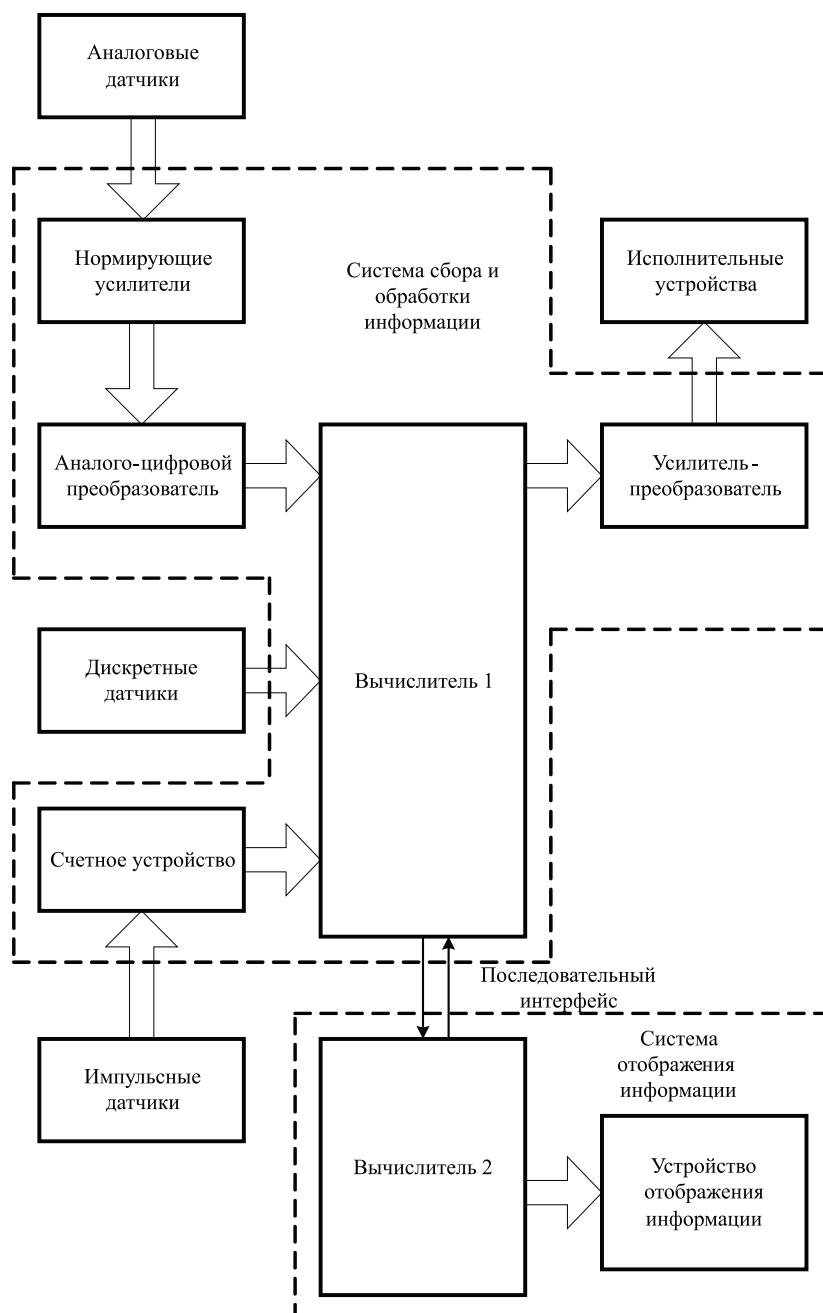 Аналоговые
датчики
Нормирующие
усилители
Система сбора и
обработки
информации
Исполнительные
устройства
Аналого-цифровой
преобразователь
Усилитель-
преобразователь
Дискретные
датчики
Вычислитель 1
Счетное устройство
Последовательный
интерфейс
Импульсные
датчики
Система
отображения
информации
Вычислитель 2
Устройство
отображения
информации